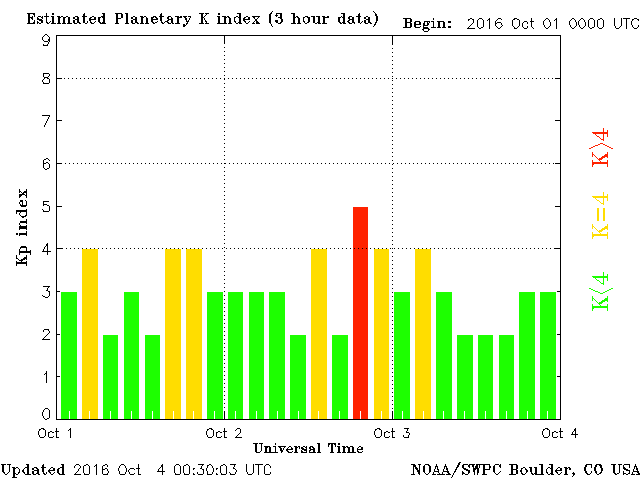 Estimated Planetary K index (3 hour data) Begin: 2016 Oct 01 0000 UTC
9
8
7
6
5
4
3
2
1
0
Kp index
Oct 1 Oct 2 Oct 3 Oct 4
Universal Time
K>4
K=4
K<4
Updated 2016 Oct 4 00:30:03 UTC NOAA/SWPC Boulder, CO USA